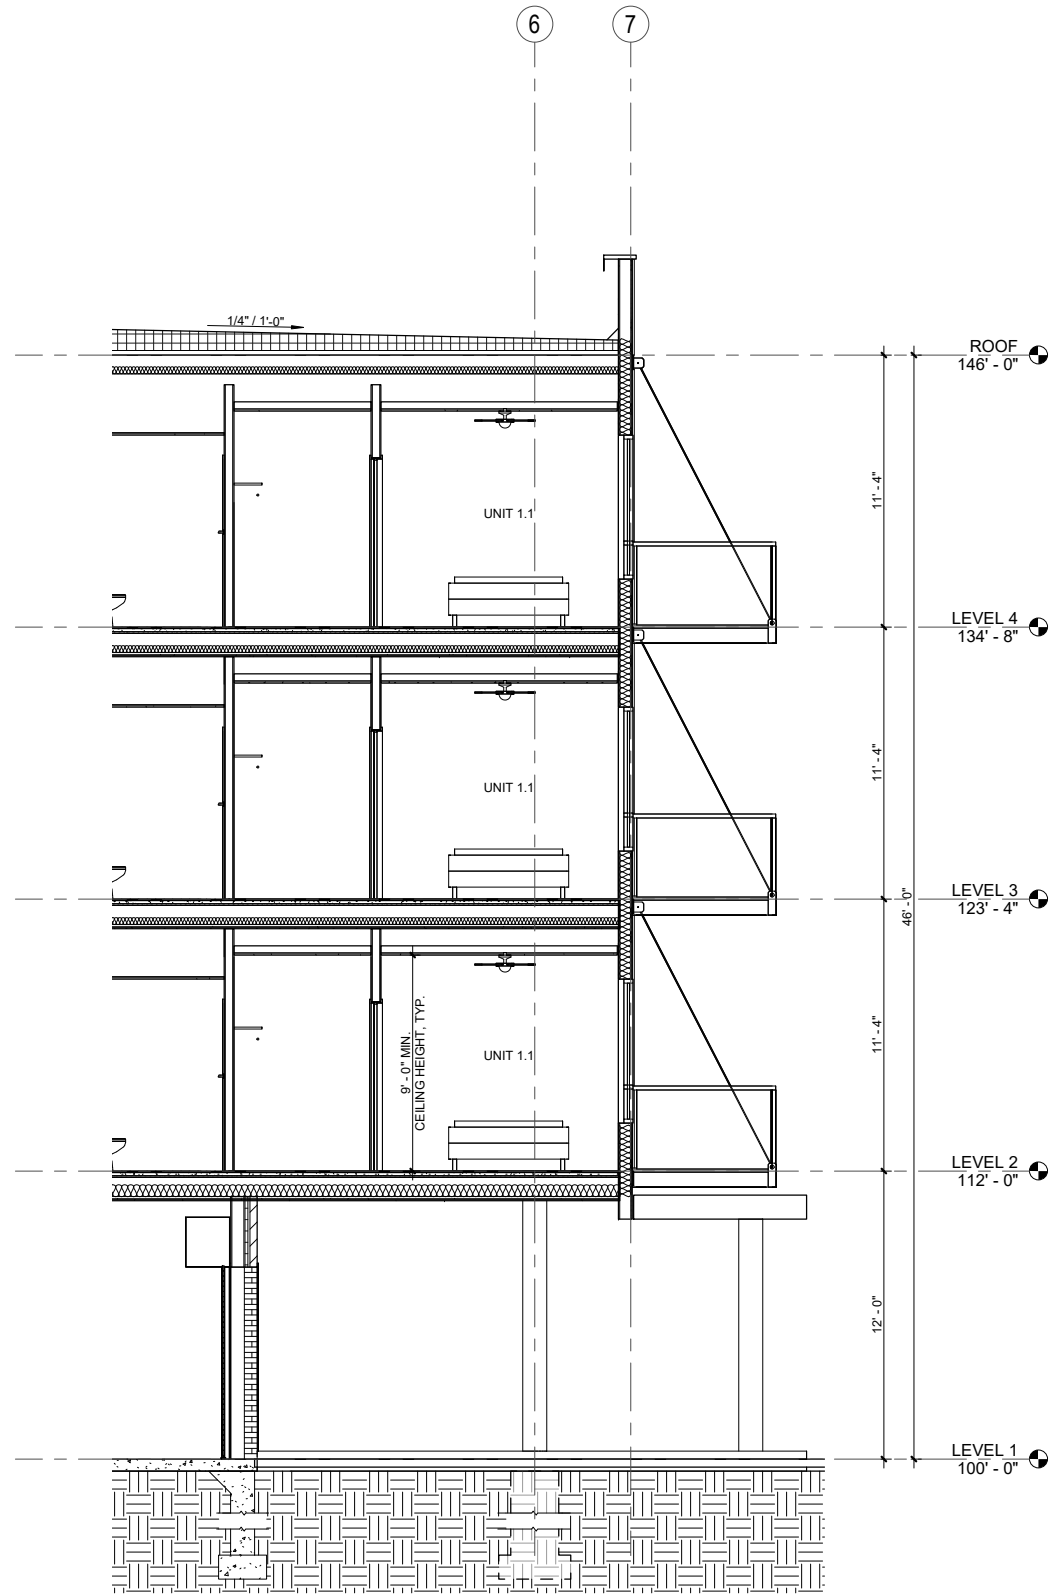 6
7
1/4" / 1'-0"
ROOF
146' - 0"
11' - 4"
UNIT 1.1
LEVEL 4
134' - 8"
11' - 4"
UNIT 1.1
LEVEL 3
123' - 4"
46' - 0"
11' - 4"
9' - 0" MIN.
CEILING HEIGHT, TYP.
UNIT 1.1
LEVEL 2
112' - 0"
12' - 0"
LEVEL 1
100' - 0"